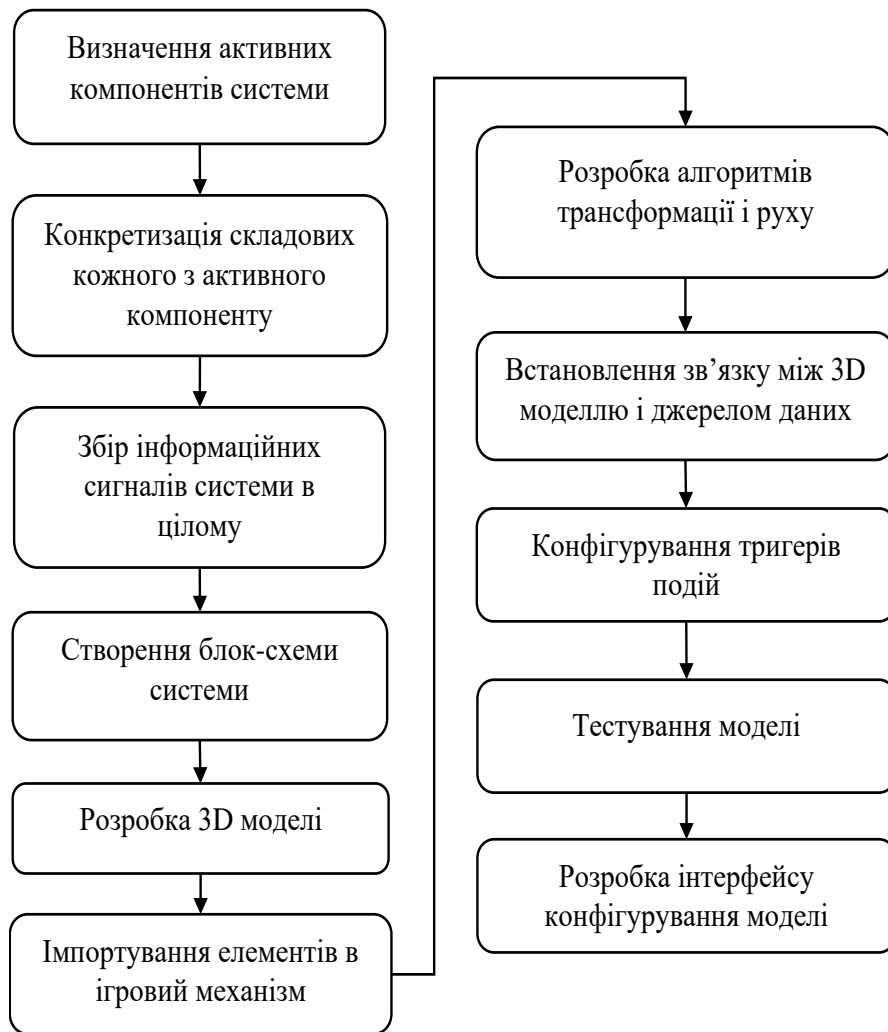 Визначення активних
компонентів системи
Конкретизація складових
кожного з активного
компоненту
Збір інформаційних
сигналів системи в
цілому
Створення блок-схеми
системи
Розробка 3D моделі
Імпортування елементів в
ігровий механізм
Розробка алгоритмів
трансформації і руху
Встановлення зв’язку між 3D
моделлю і джерелом даних
Конфігурування тригерів
подій
Тестування моделі
Розробка інтерфейсу
конфігурування моделі